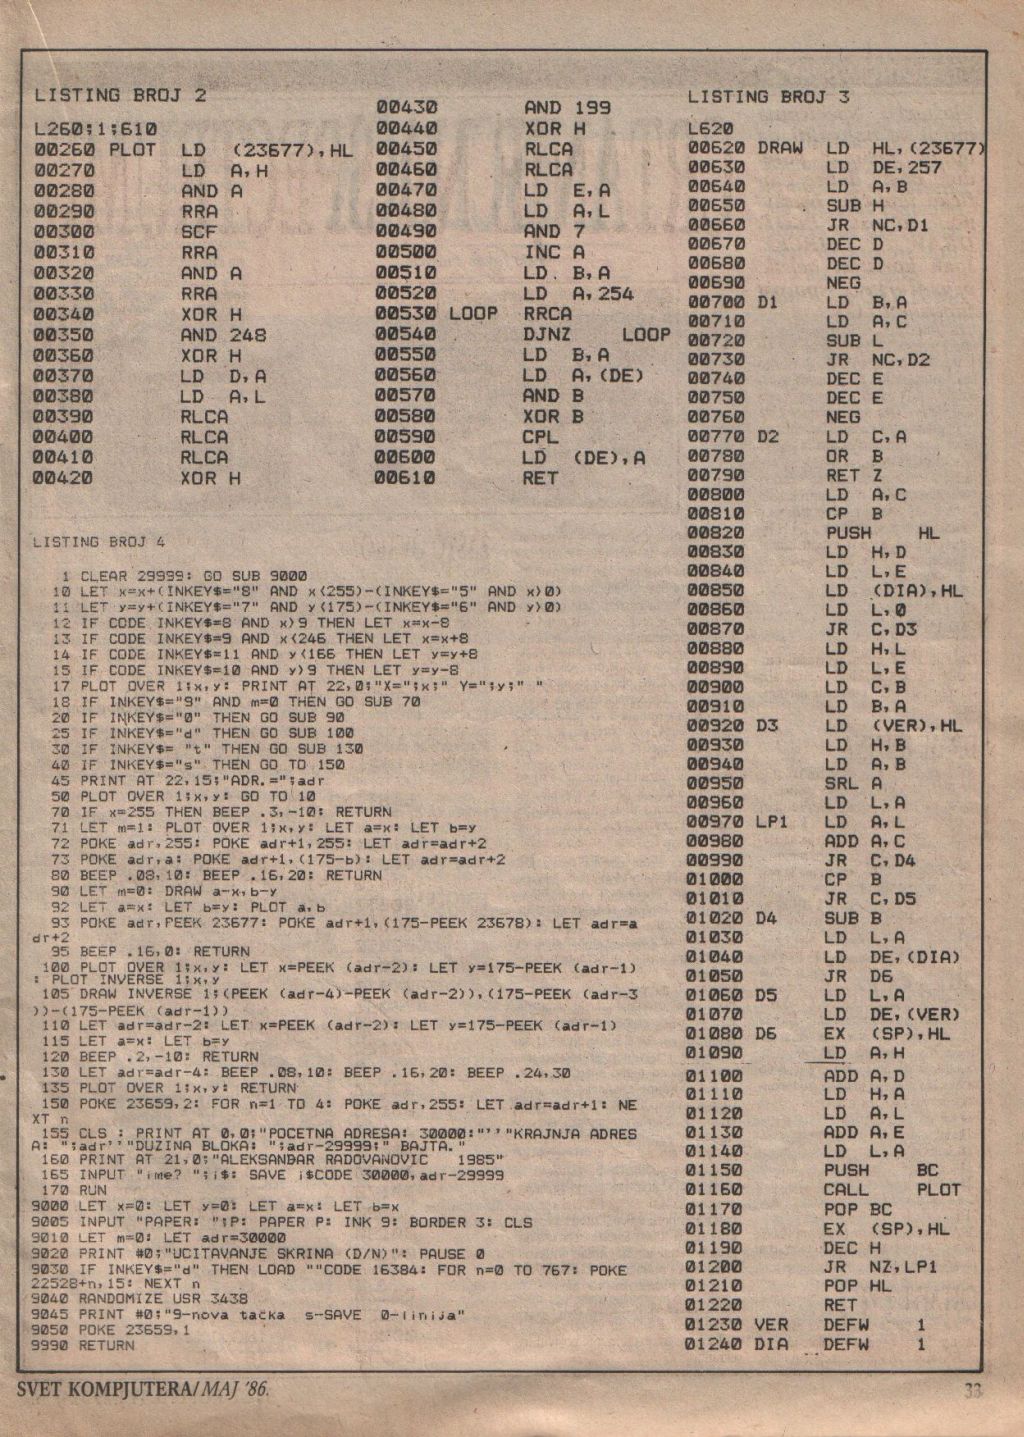 LISTING BROJ 2
L260;1;610
00260 PLOT LD (23677),HL
00270 LD A,H
00280 AND A
00290 RRA
00300 SCF
00310 RRA
00320 AND A
00330 RRA
00340 XOR H
00350 AND 248
00360 XOR H
00370 LD D,A
00380 LD A,L
00390 RLCA
00400 RLCA
00410 RLCA
00420 XOR H
00430 AND 199
00440 XOR H
00450 RLCA
00460 RLCA
00470 LD E,A
00480 LD A,L
00490 AND 7
00500 INC A
00510 LD B,A
00520 LD A,254
00530 LOOP RRCA
00540 DJNZ LOOP
00550 LD B,A
00560 LD A,(DE)
00570 AND B
00580 XOR B
00590 CPL
00600 LD (DE),A
00610 RET
LISTING BROJ 3
L620
00620 DRAW LD HL,(23677)
00630 LD DE,257
00640 LD A,B
00650 SUB H
00660 JR NC,D1
00670 DEC D
00680 DEC D
00690 NEG
00700 D1 LD B,A
00710 LD A,C
00720 SUB L
00730 JR NC,D2
00740 DEC E
00750 DEC E
00760 NEG
00770 D2 LD C,A
00780 OR B
00790 RET Z
00800 LD A,C
00810 CP B
00820 PUSH HL
00830 LD H,D
00840 LD L,E
00850 LD (DIA),HL
00860 LD L,0
00870 JR C,D3
00880 LD H,L
00890 LD L,E
00900 LD C,B
00910 LD B,A
00920 D3 LD (VER),HL
00930 LD H,B
00940 LD A,B
00950 SRL A
00960 LD L,A
00970 LP1 LD A,L
00980 ADD A,C
00990 JR C,D4
01000 CP B
01010 JR C,D5
01020 D4 SUB B
01030 LD L,A
01040 LD DE,(DIA)
01050 JR D6
01060 D5 LD L,A
01070 LD DE,(VER)
01080 D6 EX (SP),HL
01090 LD A,H
01100 ADD A,D
01110 LD H,A
01120 LD A,L
01130 ADD A,E
01140 LD L,A
01150 PUSH BC
01160 CALL PLOT
01170 POP BC
01180 EX (SP),HL
01190 DEC H
01200 JR NZ,LP1
01210 POP HL
01220 RET
01230 VER DEFW 1
01240 DIA DEFW 1
LISTING BROJ 4
1 CLEAR 29999: GO SUB 9000
10 LET x=x+(INKEY$="8" AND x<255)-(INKEY$="5" AND x>0)
11 LET y=y+(INKEY$="7" AND y<175)-(INKEY$="6" AND y>0)
12 IF CODE INKEY$=8 AND x>9 THEN LET x=x-8
13 IF CODE INKEY$=9 AND x<246 THEN LET x=x+8
14 IF CODE INKEY$=11 AND y<166 THEN LET y=y+8
15 IF CODE INKEY$=10 AND y>9 THEN LET y=y-8
17 PLOT OVER 1;x,y: PRINT AT 22,0;"X=";x;" Y=";y;" "
18 IF INKEY$="9" AND m=0 THEN GO SUB 70
20 IF INKEY$="0" THEN GO SUB 90
25 IF INKEY$="d" THEN GO SUB 100
30 IF INKEY$= "t" THEN GO SUB 130
40 IF INKEY$="s" THEN GO TO 150
45 PRINT AT 22,15;"ADR.=";adr
50 PLOT OVER 1;x,y: GO TO 10
70 IF x=255 THEN BEEP .3,-10: RETURN
71 LET m=1: PLOT OVER 1;x,y: LET a=x: LET b=y
72 POKE adr,255: POKE adr+1,255: LET adr=adr+2
73 POKE adr,a: POKE adr+1,(175-b): LET adr=adr+2
80 BEEP .08,10: BEEP .16,20: RETURN
90 LET m=0: DRAW a-x,b-y
92 LET a=x: LET b=y: PLOT a,b
93 POKE adr,PEEK 23677: POKE adr+1,(175-PEEK 23678): LET adr=a
dr+2
95 BEEP .16,0: RETURN
100 PLOT OVER 1;x,y: LET x=PEEK (adr-2): LET y=175-PEEK (adr-1)
: PLOT INVERSE 1;x,y
105 DRAW INVERSE 1;(PEEK (adr-4)-PEEK (adr-2)),(175-PEEK (adr-3
))-(175-PEEK (adr-1))
110 LET adr=adr-2: LET x=PEEK (adr-2): LET y=175-PEEK (adr-1)
115 LET a=x: LET b=y
120 BEEP .2,-10: RETURN
130 LET adr=adr-4: BEEP .08,10: BEEP .16,20: BEEP .24,30
135 PLOT OVER 1;x,y: RETURN
150 POKE 23659,2: FOR n=1 TO 4: POKE adr,255: LET adr=adr+1: NE
XT n
155 CLS : PRINT AT 0,0;"POCETNA ADRESA: 30000:"''"KRAJNJA ADRES
A: ";adr''"DUZINA BLOKA: ";adr-29999;" BAJTA."
160 PRINT AT 21,0;"ALEKSANDAR RADOVANOVIC 1985"
165 INPUT "ime? ";i$: SAVE i$CODE 30000,adr-29999
170 RUN
9000 LET x=0: LET y=0: LET a=x: LET b=x
9005 INPUT "PAPER: ";P: PAPER P: INK 9: BORDER 3: CLS
9010 LET m=0: LET adr=30000
9020 PRINT #0;"UCITAVANJE SKRINA (D/N)": PAUSE 0
9030 IF INKEY$="d" THEN LOAD ""CODE 16384: FOR n=0 TO 767: POKE
22528+n,15: NEXT n
9040 RANDOMIZE USR 3438
9045 PRINT #0;"9-nova tačka s-SAVE 0-linija"
9050 POKE 23659,1
9990 RETURN
SVET KOMPJUTERA/MAJ '86.
33